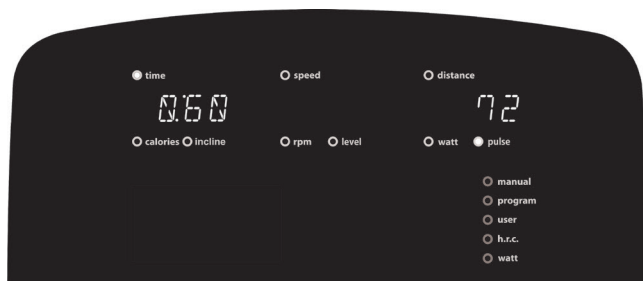 time speed distance
0:60 72
calories incline rpm level watt pulse
manual
program
user
h.r.c.
watt